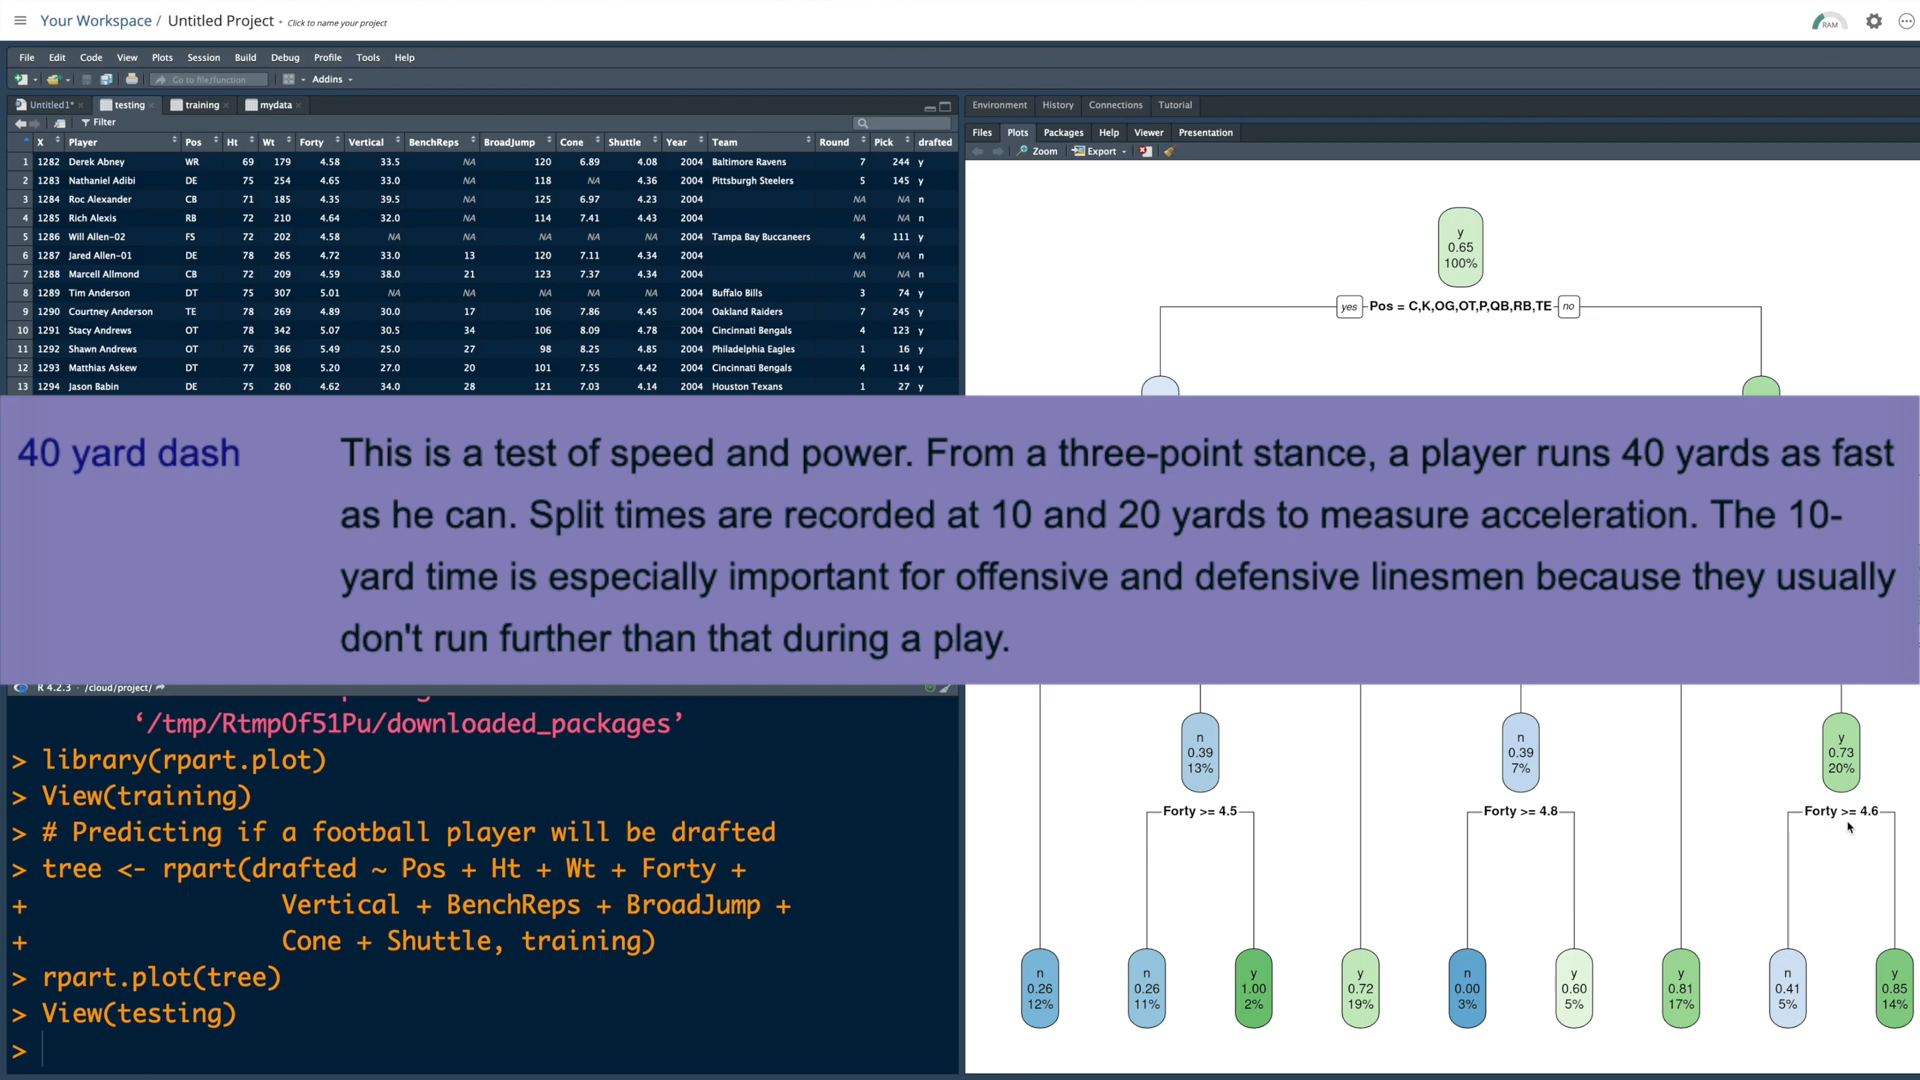 Your Workspace / Untitled Project Click to name your project
RAM
File Edit Code View Plots Session Build Debug Profile Tools Help
Go to file/function Addins
Untitled1* testing training mydata
Environment History Connections Tutorial
Filter
Files Plots Packages Help Viewer Presentation
Zoom Export
X Player Pos Ht Wt Forty Vertical BenchReps BroadJump Cone Shuttle Year Team Round Pick drafted
1 1282 Derek Abney WR 69 179 4.58 33.5 NA 120 6.89 4.08 2004 Baltimore Ravens 7 244 y
2 1283 Nathaniel Adibi DE 75 254 4.65 33.0 NA 118 NA 4.36 2004 Pittsburgh Steelers 5 145 y
3 1284 Roc Alexander CB 71 185 4.35 39.5 NA 125 6.97 4.23 2004 NA NA n
4 1285 Rich Alexis RB 72 210 4.64 32.0 NA 114 7.41 4.43 2004 NA NA n
5 1286 Will Allen-02 FS 72 202 4.58 NA NA NA NA NA 2004 Tampa Bay Buccaneers 4 111 y
6 1287 Jared Allen-01 DE 78 265 4.72 33.0 13 120 7.11 4.34 2004 NA NA n
7 1288 Marcell Allmond CB 72 209 4.59 38.0 21 123 7.37 4.34 2004 NA NA n
8 1289 Tim Anderson DT 75 307 5.01 NA NA NA NA NA 2004 Buffalo Bills 3 74 y
9 1290 Courtney Anderson TE 78 269 4.89 30.0 17 106 7.86 4.45 2004 Oakland Raiders 7 245 y
10 1291 Stacy Andrews OT 78 342 5.07 30.5 34 106 8.09 4.78 2004 Cincinnati Bengals 4 123 y
11 1292 Shawn Andrews OT 76 366 5.49 25.0 27 98 8.25 4.85 2004 Philadelphia Eagles 1 16 y
12 1293 Matthias Askew DT 77 308 5.20 27.0 20 101 7.55 4.42 2004 Cincinnati Bengals 4 114 y
13 1294 Jason Babin DE 75 260 4.62 34.0 28 121 7.03 4.14 2004 Houston Texans 1 27 y
y
0.65
100%
yes Pos = C,K,OG,OT,P,QB,RB,TE no
40 yard dash This is a test of speed and power. From a three-point stance, a player runs 40 yards as fast
as he can. Split times are recorded at 10 and 20 yards to measure acceleration. The 10-
yard time is especially important for offensive and defensive linesmen because they usually
don't run further than that during a play.
R 4.2.3 · /cloud/project/
‘/tmp/RtmpOf51Pu/downloaded_packages’
> library(rpart.plot)
> View(training)
> # Predicting if a football player will be drafted
> tree <- rpart(drafted ~ Pos + Ht + Wt + Forty +
+ Vertical + BenchReps + BroadJump +
+ Cone + Shuttle, training)
> rpart.plot(tree)
> View(testing)
>
n
0.39
13%
n
0.39
7%
y
0.73
20%
Forty >= 4.5
Forty >= 4.8
Forty >= 4.6
n
0.26
12%
n
0.26
11%
y
1.00
2%
y
0.72
19%
n
0.00
3%
y
0.60
5%
y
0.81
17%
n
0.41
5%
y
0.85
14%